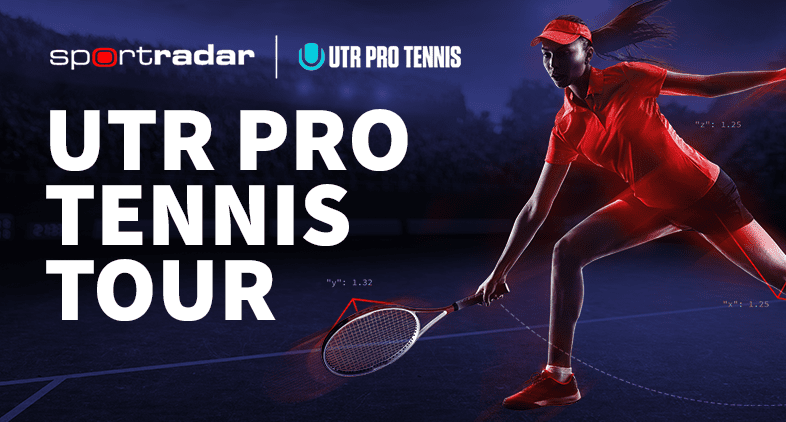 sportradar
UTR PRO TENNIS
UTR PRO
TENNIS
TOUR
"z": 1.25
"y": 1.32
"x": 1.25